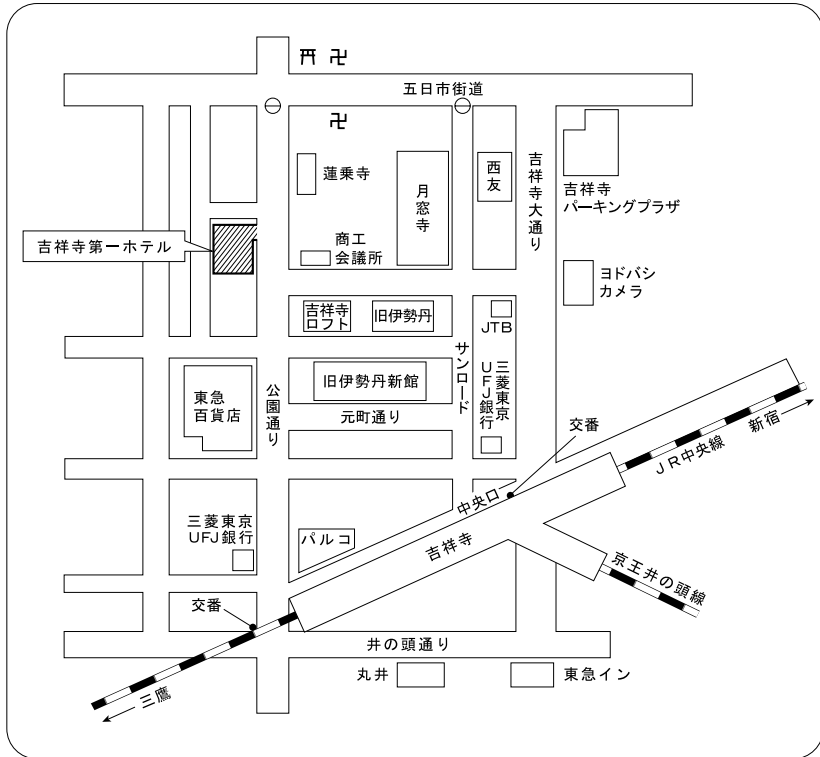 五日市街道
蓮乗寺
月窓寺
西友
吉祥寺大通り
吉祥寺
パーキングプラザ
吉祥寺第一ホテル
商工
会議所
ヨドバシ
カメラ
吉祥寺
ロフト
旧伊勢丹
JTB
サンロード
三菱東京
UFJ銀行
東急
百貨店
公園通り
旧伊勢丹新館
元町通り
交番
新宿
JR中央線
中央口
吉祥寺
三菱東京
UFJ銀行
パルコ
京王井の頭線
交番
井の頭通り
丸井
東急イン
三鷹